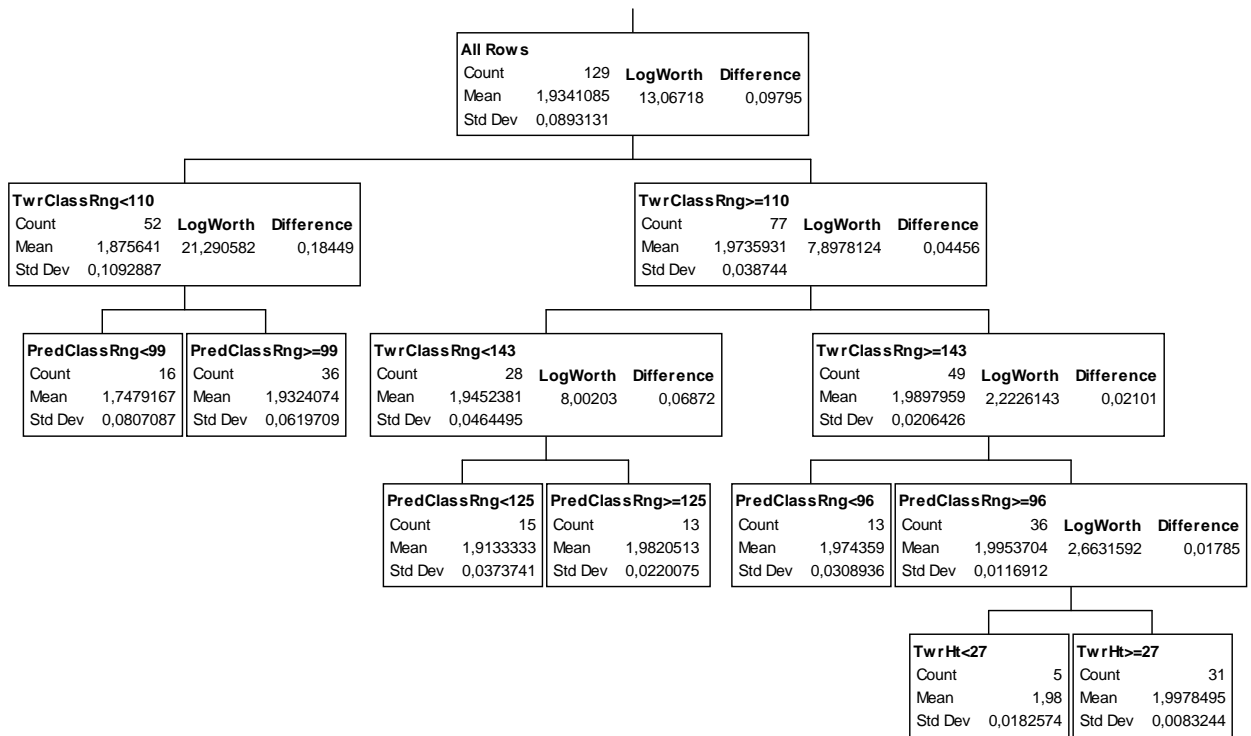 All Rows
Count 129 LogWorth Difference
Mean 1,9341085 13,06718 0,09795
Std Dev 0,0893131
TwrClassRng<110
Count 52 LogWorth Difference
Mean 1,875641 21,290582 0,18449
Std Dev 0,1092887
TwrClassRng>=110
Count 77 LogWorth Difference
Mean 1,9735931 7,8978124 0,04456
Std Dev 0,038744
PredClassRng<99
Count 16
Mean 1,7479167
Std Dev 0,0807087
PredClassRng>=99
Count 36
Mean 1,9324074
Std Dev 0,0619709
TwrClassRng<143
Count 28 LogWorth Difference
Mean 1,9452381 8,00203 0,06872
Std Dev 0,0464495
TwrClassRng>=143
Count 49 LogWorth Difference
Mean 1,9897959 2,2226143 0,02101
Std Dev 0,0206426
PredClassRng<125
Count 15
Mean 1,9133333
Std Dev 0,0373741
PredClassRng>=125
Count 13
Mean 1,9820513
Std Dev 0,0220075
PredClassRng<96
Count 13
Mean 1,974359
Std Dev 0,0308936
PredClassRng>=96
Count 36 LogWorth Difference
Mean 1,9953704 2,6631592 0,01785
Std Dev 0,0116912
TwrHt<27
Count 5
Mean 1,98
Std Dev 0,0182574
TwrHt>=27
Count 31
Mean 1,9978495
Std Dev 0,0083244